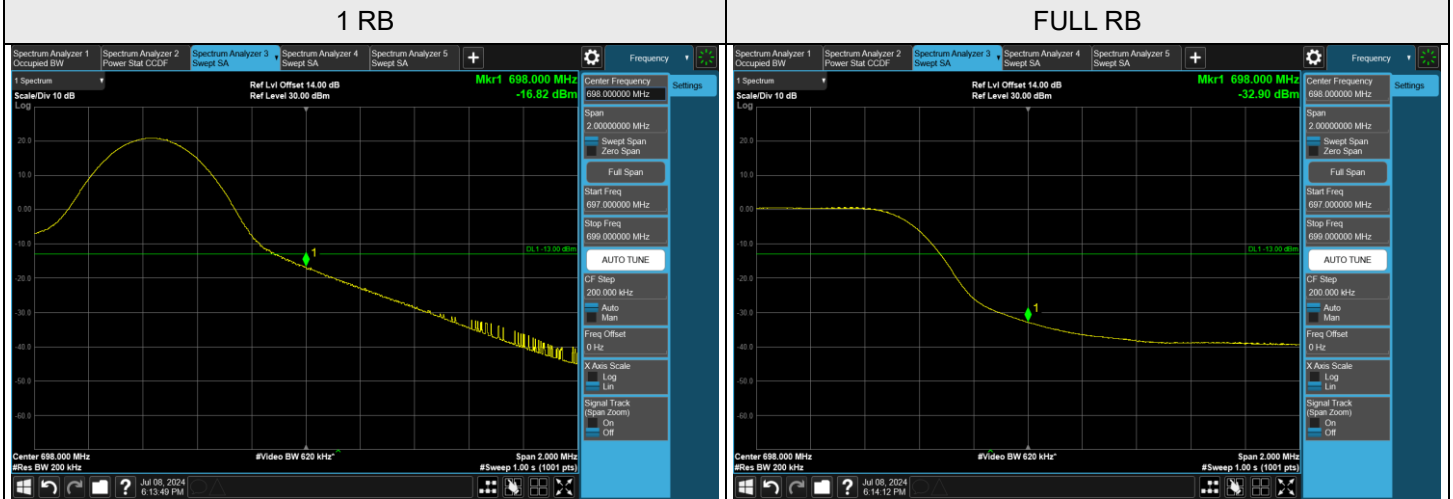 1 RB
FULL RB
Spectrum Analyzer 1
Occupied BW
Spectrum Analyzer 2
Power Stat CCDF
Spectrum Analyzer 3
Swept SA
Spectrum Analyzer 4
Swept SA
Spectrum Analyzer 5
Swept SA
+
Frequency
1 Spectrum
Scale/Div 10 dB
Log
Ref Lvl Offset 14.00 dB
Ref Level 30.00 dBm
Mkr1 698.000 MHz
-16.82 dBm
20.0
10.0
0.00
-10.0
-20.0
-30.0
-40.0
-50.0
-60.0
DL1 -13.00 dBm
1
Center 698.000 MHz
#Res BW 200 kHz
#Video BW 620 kHz^
Span 2.000 MHz
#Sweep 1.00 s (1001 pts)
Center Frequency
698.000000 MHz
Settings
Span
2.00000000 MHz
Swept Span
Zero Span
Full Span
Start Freq
697.000000 MHz
Stop Freq
699.000000 MHz
AUTO TUNE
CF Step
200.000 kHz
Auto
Man
Freq Offset
0 Hz
X Axis Scale
Log
Lin
Signal Track
(Span Zoom)
On
Off
?
Jul 08, 2024
6:13:49 PM
Spectrum Analyzer 1
Occupied BW
Spectrum Analyzer 2
Power Stat CCDF
Spectrum Analyzer 3
Swept SA
Spectrum Analyzer 4
Swept SA
Spectrum Analyzer 5
Swept SA
+
Frequency
1 Spectrum
Scale/Div 10 dB
Log
Ref Lvl Offset 14.00 dB
Ref Level 30.00 dBm
Mkr1 698.000 MHz
-32.90 dBm
20.0
10.0
0.00
-10.0
-20.0
-30.0
-40.0
-50.0
-60.0
DL1 -13.00 dBm
1
Center 698.000 MHz
#Res BW 200 kHz
#Video BW 620 kHz^
Span 2.000 MHz
#Sweep 1.00 s (1001 pts)
Center Frequency
698.000000 MHz
Settings
Span
2.00000000 MHz
Swept Span
Zero Span
Full Span
Start Freq
697.000000 MHz
Stop Freq
699.000000 MHz
AUTO TUNE
CF Step
200.000 kHz
Auto
Man
Freq Offset
0 Hz
X Axis Scale
Log
Lin
Signal Track
(Span Zoom)
On
Off
?
Jul 08, 2024
6:14:12 PM